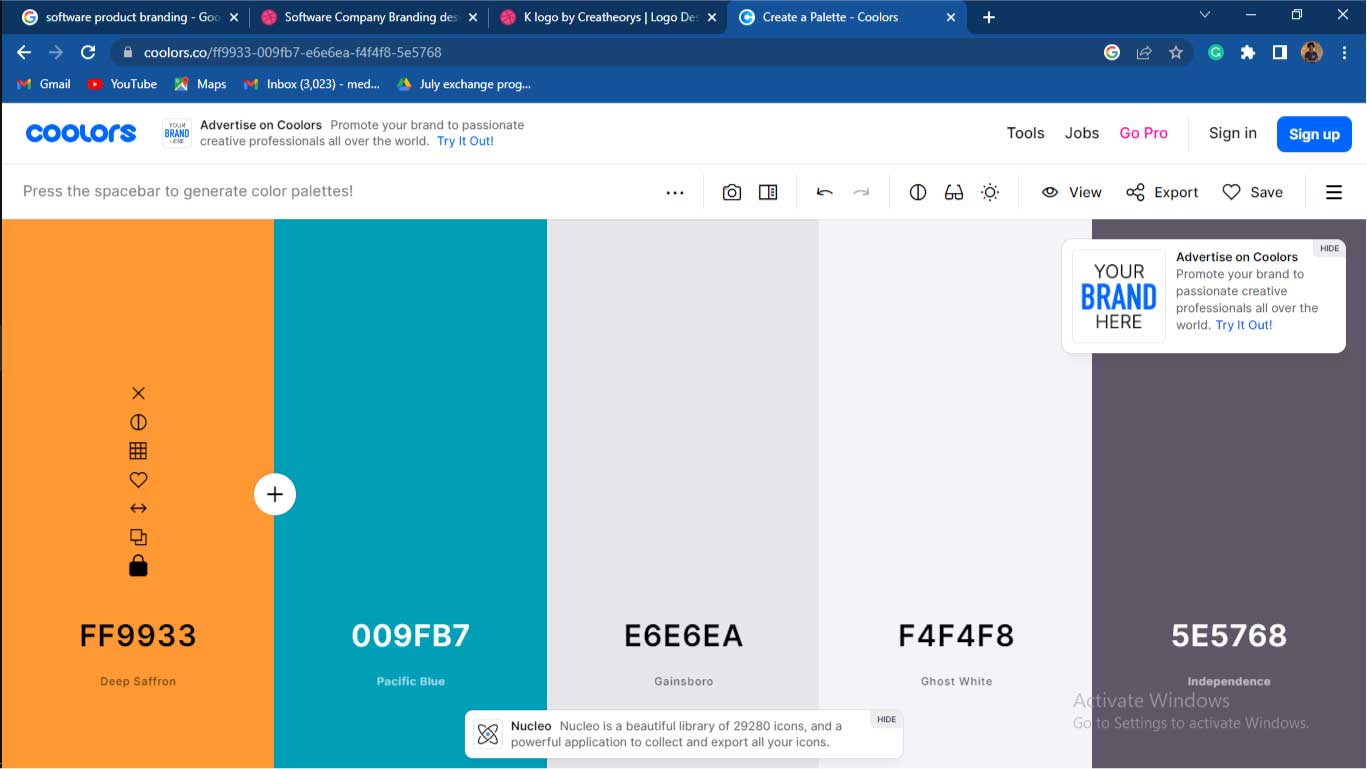 software product branding - Goo
Software Company Branding des
K logo by Creatheorys | Logo Des
Create a Palette - Coolors
coolors.co/ff9933-009fb7-e6e6ea-f4f4f8-5e5768
Gmail
YouTube
Maps
Inbox (3,023) - med...
July exchange prog...
coolors
YOUR
BRAND
HERE
Advertise on Coolors Promote your brand to passionate
creative professionals all over the world. Try It Out!
Tools
Jobs
Go Pro
Sign in
Sign up
Press the spacebar to generate color palettes!
View
Export
Save
HIDE
YOUR
BRAND
HERE
Advertise on Coolors
Promote your brand to
passionate creative
professionals all over the
world. Try It Out!
FF9933
Deep Saffron
009FB7
Pacific Blue
E6E6EA
Gainsboro
F4F4F8
Ghost White
5E5768
Independence
Activate Windows
Go to Settings to activate Windows.
Nucleo Nucleo is a beautiful library of 29280 icons, and a
powerful application to collect and export all your icons.
HIDE